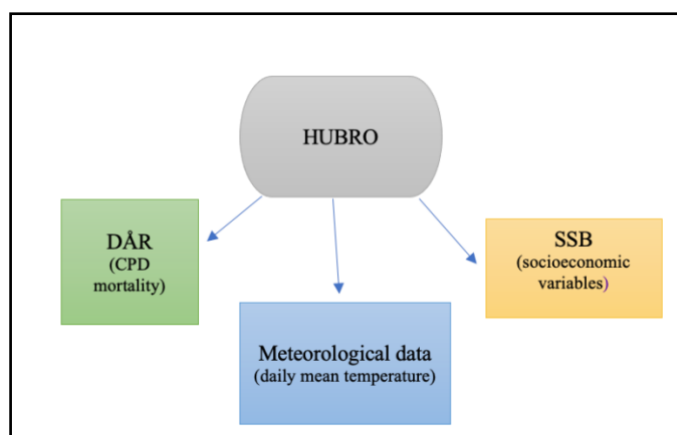 HUBRO
DÅR
(CPD
mortality)
SSB
(socioeconomic
variables)
Meteorological data
(daily mean temperature)